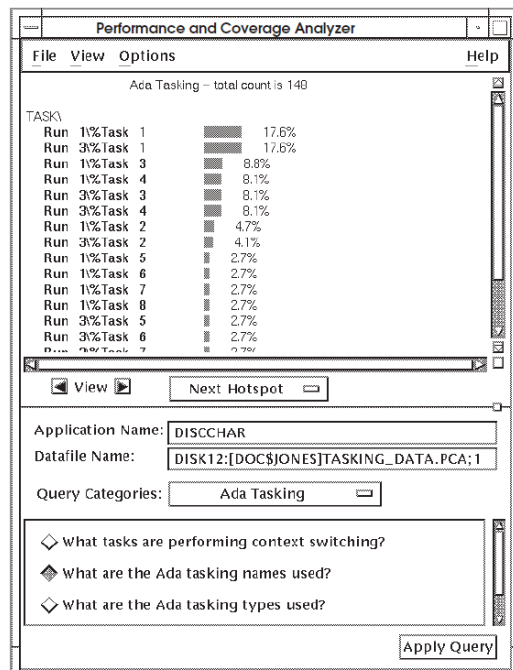 Performance and Coverage Analyzer
File View Options Help
Ada Tasking – total count is 148
TASK\
Run 1\%Task 1 17.6%
Run 3\%Task 1 17.6%
Run 1\%Task 3 8.8%
Run 1\%Task 4 8.1%
Run 3\%Task 3 8.1%
Run 3\%Task 4 8.1%
Run 1\%Task 2 4.7%
Run 3\%Task 2 4.1%
Run 1\%Task 5 2.7%
Run 1\%Task 6 2.7%
Run 1\%Task 7 2.7%
Run 1\%Task 8 2.7%
Run 3\%Task 5 2.7%
Run 3\%Task 6 2.7%
Run 3\%Task 7 2.7%
View Next Hotspot
Application Name: DISCCHAR
Datafile Name: DISK12:[DOC$JONES]TASKING_DATA.PCA;1
Query Categories: Ada Tasking
What tasks are performing context switching?
What are the Ada tasking names used?
What are the Ada tasking types used?
Apply Query